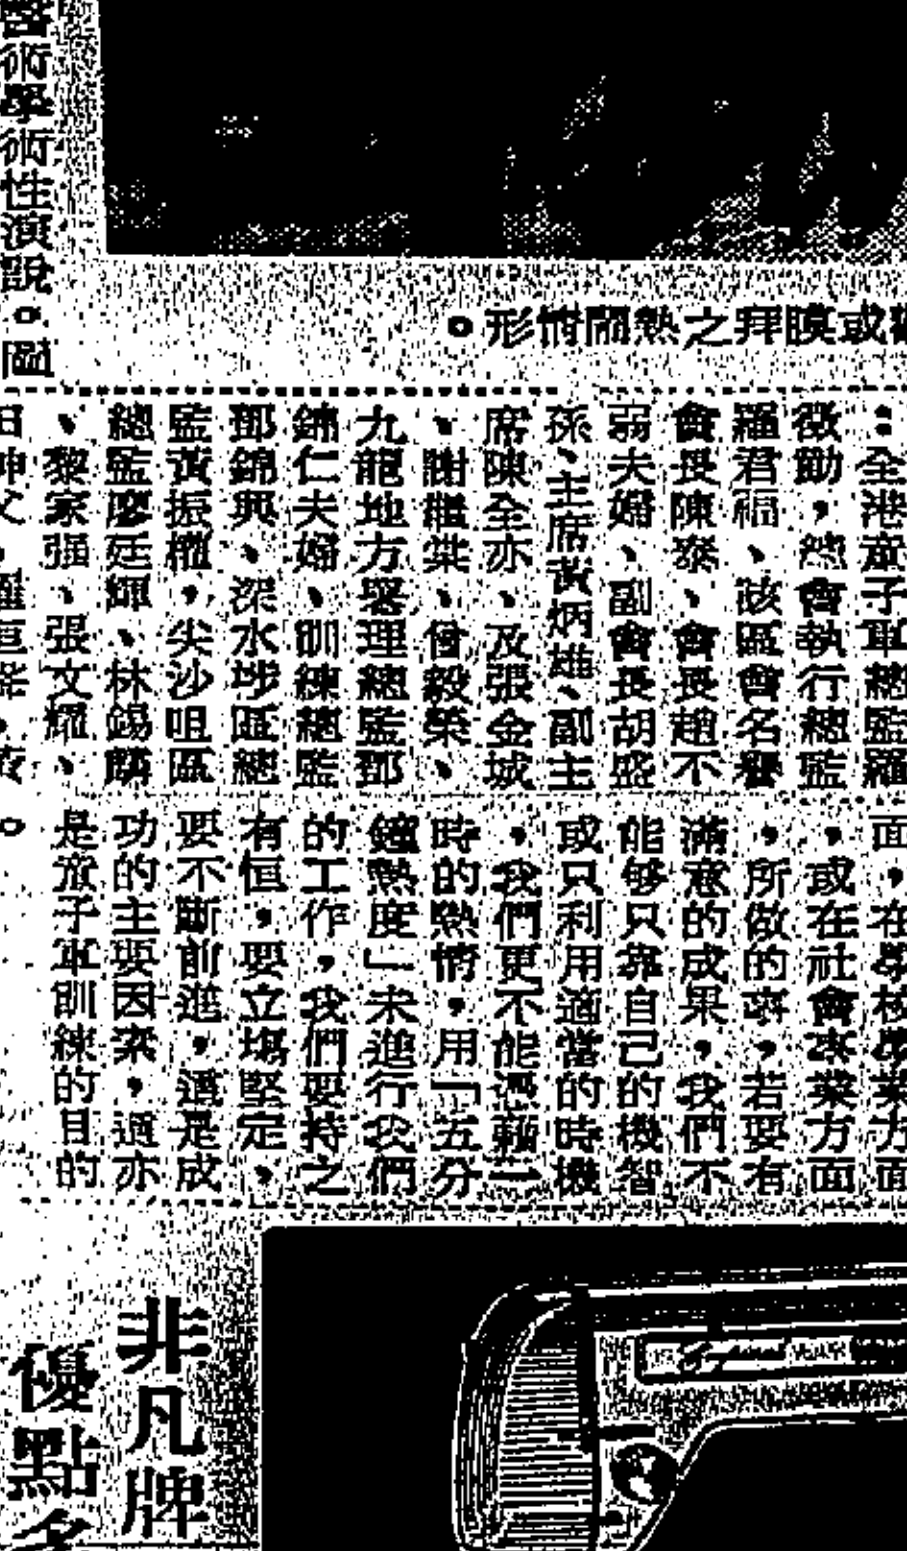 醫術學術性演說。圖
或膜拜之熱鬧情形。
：全港童子軍總監羅
徵勤，然會執行總監
羅君福、該區會名譽
會長陳泰、會長趙不
弱夫婦、副會長胡盛
孫、主席黃炳雄、副主
席陳全亦、及張金城
、謝繼棠、曾毅榮、
九龍地方署理總監鄧
錦仁夫婦、訓練總監
鄧錦興、深水埗區總
監黃振權，尖沙咀區
總監廖廷輝、林錫麟
、黎家强、張文耀、
面，在學校學業方面
，或在社會事業方面
，所做的事，若要有
滿意的成果，我們不
能够只靠自己的機智
或只利用適當的時機
，我們更不能憑藉一
時的熱情，用「五分
鐘熱度」未進行我們
的工作，我們要持之
有恒，要立塲堅定，
要不斷前進，這是成
功的主要因素，這亦
是童子軍訓練的目的
。
非凡牌
優點多